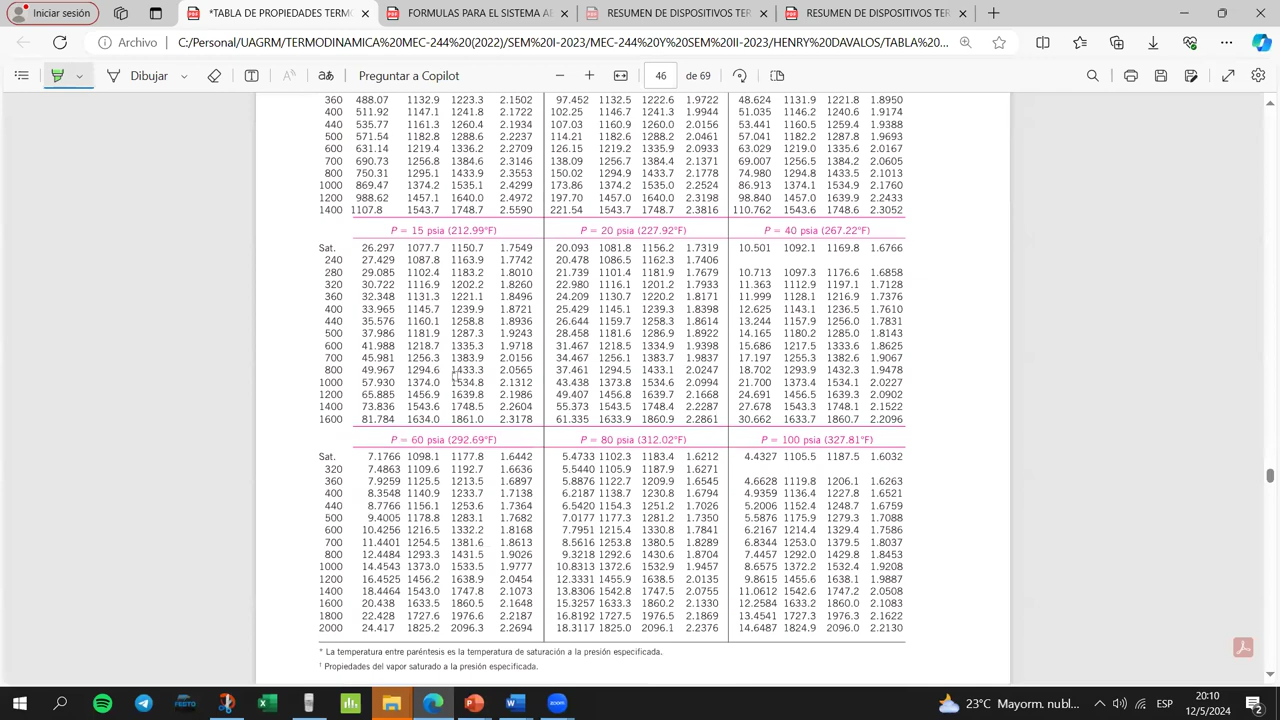 Iniciar sesión
*TABLA DE PROPIEDADES TERMO
FORMULAS PARA EL SISTEMA AE
RESUMEN DE DISPOSITIVOS TER
RESUMEN DE DISPOSITIVOS TER
Archivo C:/Personal/UAGRM/TERMODINAMICA%20MEC-244%20(2022)/SEM%20I-2023/MEC-244%20Y%20SEM%20II-2023/HENRY%20DAVALOS/TABLA%20...
Dibujar
Preguntar a Copilot
46 de 69
360 488.07 1132.9 1223.3 2.1502 97.452 1132.5 1222.6 1.9722 48.624 1131.9 1221.8 1.8950
400 511.92 1147.1 1241.8 2.1722 102.25 1146.7 1241.3 1.9944 51.035 1146.2 1240.6 1.9174
440 535.77 1161.3 1260.4 2.1934 107.03 1160.9 1260.0 2.0156 53.441 1160.5 1259.4 1.9388
500 571.54 1182.8 1288.6 2.2237 114.21 1182.6 1288.2 2.0461 57.041 1182.2 1287.8 1.9693
600 631.14 1219.4 1336.2 2.2709 126.15 1219.2 1335.9 2.0933 63.029 1219.0 1335.6 2.0167
700 690.73 1256.8 1384.6 2.3146 138.09 1256.7 1384.4 2.1371 69.007 1256.5 1384.2 2.0605
800 750.31 1295.1 1433.9 2.3553 150.02 1294.9 1433.7 2.1778 74.980 1294.8 1433.5 2.1013
1000 869.47 1374.2 1535.1 2.4299 173.86 1374.2 1535.0 2.2524 86.913 1374.1 1534.9 2.1760
1200 988.62 1457.1 1640.0 2.4972 197.70 1457.0 1640.0 2.3198 98.840 1457.0 1639.9 2.2433
1400 1107.8 1543.7 1748.7 2.5590 221.54 1543.7 1748.7 2.3816 110.762 1543.6 1748.6 2.3052
P = 15 psia (212.99°F) P = 20 psia (227.92°F) P = 40 psia (267.22°F)
Sat. 26.297 1077.7 1150.7 1.7549 20.093 1081.8 1156.2 1.7319 10.501 1092.1 1169.8 1.6766
240 27.429 1087.8 1163.9 1.7742 20.478 1086.5 1162.3 1.7406
280 29.085 1102.4 1183.2 1.8010 21.739 1101.4 1181.9 1.7679 10.713 1097.3 1176.6 1.6858
320 30.722 1116.9 1202.2 1.8260 22.980 1116.1 1201.2 1.7933 11.363 1112.9 1197.1 1.7128
360 32.348 1131.3 1221.1 1.8496 24.209 1130.7 1220.2 1.8171 11.999 1128.1 1216.9 1.7376
400 33.965 1145.7 1239.9 1.8721 25.429 1145.1 1239.3 1.8398 12.625 1143.1 1236.5 1.7610
440 35.576 1160.1 1258.8 1.8936 26.644 1159.7 1258.3 1.8614 13.244 1157.9 1256.0 1.7831
500 37.986 1181.9 1287.3 1.9243 28.458 1181.6 1286.9 1.8922 14.165 1180.2 1285.0 1.8143
600 41.988 1218.7 1335.3 1.9718 31.467 1218.5 1334.9 1.9398 15.686 1217.5 1333.6 1.8625
700 45.981 1256.3 1383.9 2.0156 34.467 1256.1 1383.7 1.9837 17.197 1255.3 1382.6 1.9067
800 49.967 1294.6 1433.3 2.0565 37.461 1294.5 1433.1 2.0247 18.702 1293.9 1432.3 1.9478
1000 57.930 1374.0 1534.8 2.1312 43.438 1373.8 1534.6 2.0994 21.700 1373.4 1534.1 2.0227
1200 65.885 1456.9 1639.8 2.1986 49.407 1456.8 1639.7 2.1668 24.691 1456.5 1639.3 2.0902
1400 73.836 1543.6 1748.5 2.2604 55.373 1543.5 1748.4 2.2287 27.678 1543.3 1748.1 2.1522
1600 81.784 1634.0 1861.0 2.3178 61.335 1633.9 1860.9 2.2861 30.662 1633.7 1860.7 2.2096
P = 60 psia (292.69°F) P = 80 psia (312.02°F) P = 100 psia (327.81°F)
Sat. 7.1766 1098.1 1177.8 1.6442 5.4733 1102.3 1183.4 1.6212 4.4327 1105.5 1187.5 1.6032
320 7.4863 1109.6 1192.7 1.6636 5.5440 1105.9 1187.9 1.6271
360 7.9259 1125.5 1213.5 1.6897 5.8876 1122.7 1209.9 1.6545 4.6628 1119.8 1206.1 1.6263
400 8.3548 1140.9 1233.7 1.7138 6.2187 1138.7 1230.8 1.6794 4.9359 1136.4 1227.8 1.6521
440 8.7766 1156.1 1253.6 1.7364 6.5420 1154.3 1251.2 1.7026 5.2006 1152.4 1248.7 1.6759
500 9.4005 1178.8 1283.1 1.7682 7.0177 1177.3 1281.2 1.7350 5.5876 1175.9 1279.3 1.7088
600 10.4256 1216.5 1332.2 1.8168 7.7951 1215.4 1330.8 1.7841 6.2167 1214.4 1329.4 1.7586
700 11.4401 1254.5 1381.6 1.8613 8.5616 1253.8 1380.5 1.8289 6.8344 1253.0 1379.5 1.8037
800 12.4484 1293.3 1431.5 1.9026 9.3218 1292.6 1430.6 1.8704 7.4457 1292.0 1429.8 1.8453
1000 14.4543 1373.0 1533.5 1.9777 10.8313 1372.6 1532.9 1.9457 8.6575 1372.2 1532.4 1.9208
1200 16.4525 1456.2 1638.9 2.0454 12.3331 1455.9 1638.5 2.0135 9.8615 1455.6 1638.1 1.9887
1400 18.4464 1543.0 1747.8 2.1073 13.8306 1542.8 1747.5 2.0755 11.0612 1542.6 1747.2 2.0508
1600 20.438 1633.5 1860.5 2.1648 15.3257 1633.3 1860.2 2.1330 12.2584 1633.2 1860.0 2.1083
1800 22.428 1727.6 1976.6 2.2187 16.8192 1727.5 1976.5 2.1869 13.4541 1727.3 1976.3 2.1622
2000 24.417 1825.2 2096.3 2.2694 18.3117 1825.0 2096.1 2.2376 14.6487 1824.9 2096.0 2.2130
* La temperatura entre paréntesis es la temperatura de saturación a la presión especificada.
† Propiedades del vapor saturado a la presión especificada.
23°C Mayorm. nubl...
ESP
20:10
12/5/2024